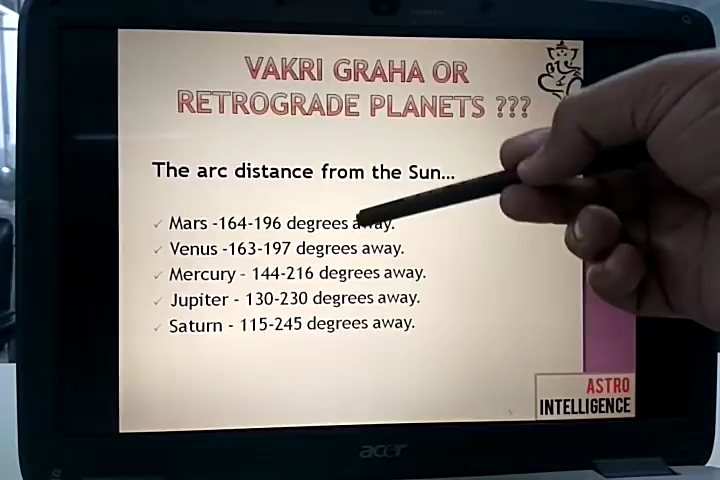 VAKRI GRAHA OR
RETROGRADE PLANETS ???
The arc distance from the Sun...
✓ Mars -164-196 degrees away.
✓ Venus -163-197 degrees away.
✓ Mercury - 144-216 degrees away.
✓ Jupiter - 130-230 degrees away.
✓ Saturn - 115-245 degrees away.
5
ASTRO
INTELLIGENCE
acer